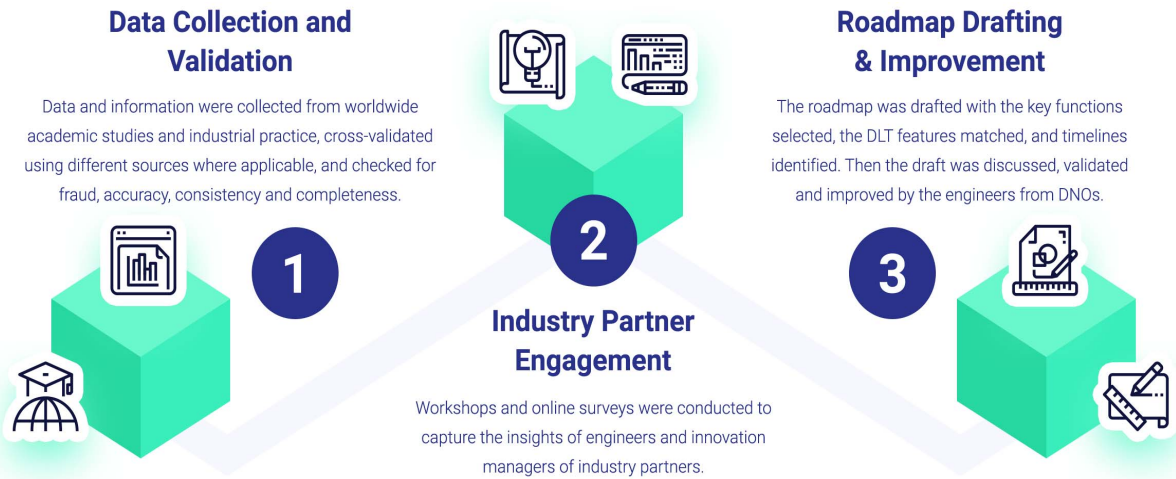 Data Collection and
Validation
Data and information were collected from worldwide
academic studies and industrial practice, cross-validated
using different sources where applicable, and checked for
fraud, accuracy, consistency and completeness.
1
2
Industry Partner
Engagement
Workshops and online surveys were conducted to
capture the insights of engineers and innovation
managers of industry partners.
Roadmap Drafting
& Improvement
The roadmap was drafted with the key functions
selected, the DLT features matched, and timelines
identified. Then the draft was discussed, validated
and improved by the engineers from DNOs.
3